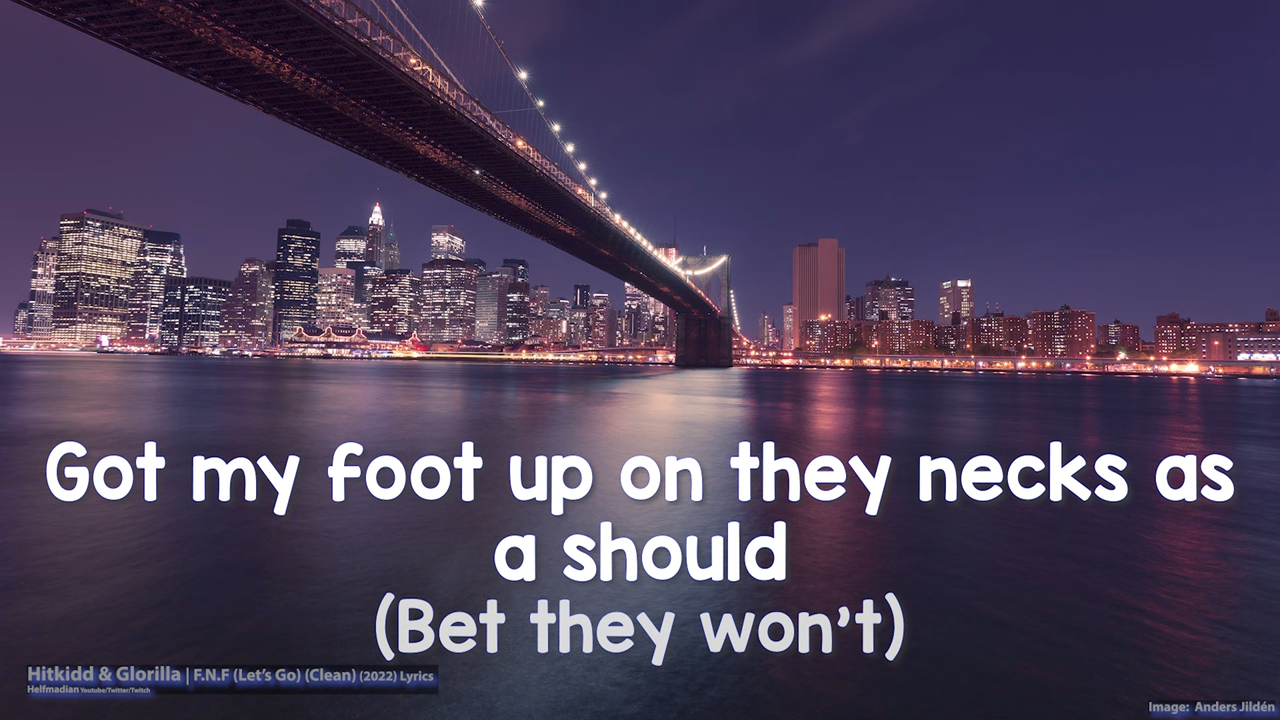 Got my foot up on they necks as
a should
(Bet they won't)
Hitkidd & Glorilla | F.N.F (Let's Go) (Clean) (2022) Lyrics
Helfmadian Youtube/Twitter/Twitch
Image: Anders Jildén